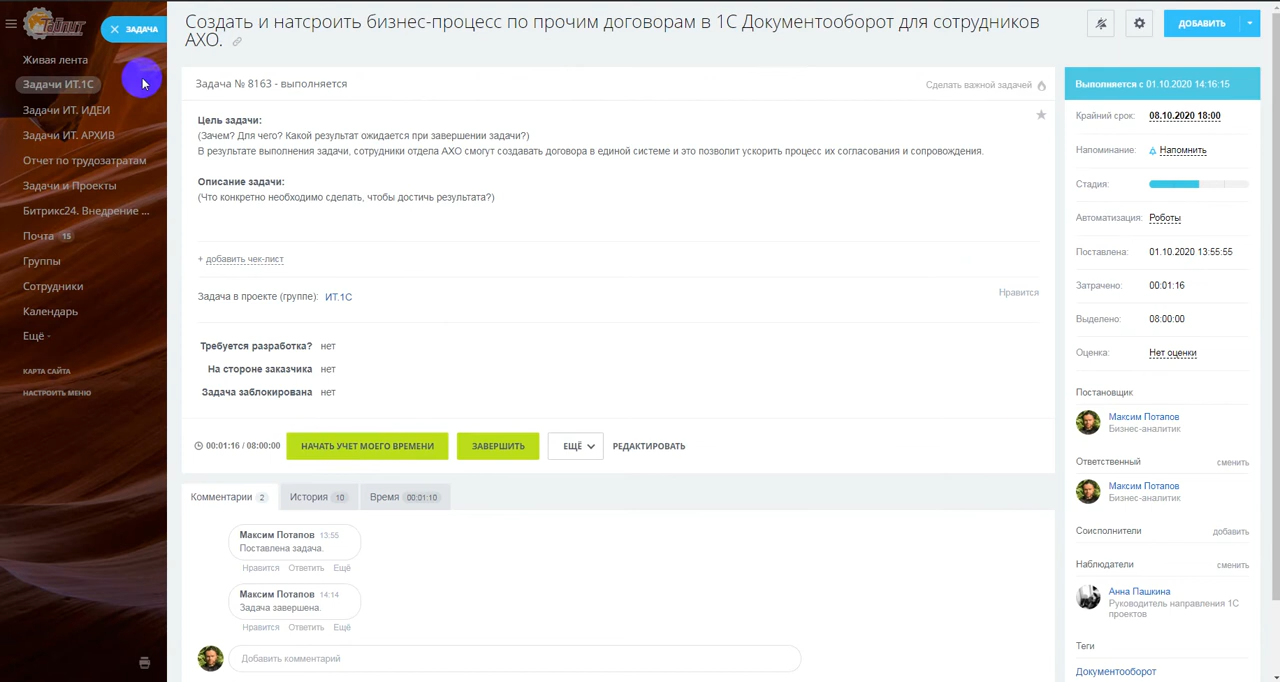 ЗАДАЧА
Живая лента
Задачи ИТ.1С
Задачи ИТ. ИДЕИ
Задачи ИТ. АРХИВ
Отчет по трудозатратам
Задачи и Проекты
Битрикс24. Внедрение ...
Почта 15
Группы
Сотрудники
Календарь
Ещё
КАРТА САЙТА
НАСТРОИТЬ МЕНЮ
Создать и натсроить бизнес-процесс по прочим договорам в 1С Документооборот для сотрудников
АХО.
ДОБАВИТЬ
Задача № 8163 - выполняется
Сделать важной задачей
Цель задачи:
(Зачем? Для чего? Какой результат ожидается при завершении задачи?)
В результате выполнения задачи, сотрудники отдела АХО смогут создавать договора в единой системе и это позволит ускорить процесс их согласования и сопровождения.
Описание задачи:
(Что конкретно необходимо сделать, чтобы достичь результата?)
+ добавить чек-лист
Задача в проекте (группе): ИТ.1С
Нравится
Требуется разработка? нет
На стороне заказчика нет
Задача заблокирована нет
00:01:16 / 08:00:00
НАЧАТЬ УЧЕТ МОЕГО ВРЕМЕНИ
ЗАВЕРШИТЬ
ЕЩЁ
РЕДАКТИРОВАТЬ
Комментарии 2
История 10
Время 00:01:10
Максим Потапов 13:55
Поставлена задача.
Нравится Ответить Ещё
Максим Потапов 14:14
Задача завершена.
Нравится Ответить Ещё
Добавить комментарий
Выполняется с 01.10.2020 14:16:15
Крайний срок: 08.10.2020 18:00
Напоминание: Напомнить
Стадия:
Автоматизация: Роботы
Поставлена: 01.10.2020 13:55:55
Затрачено: 00:01:16
Выделено: 08:00:00
Оценка: Нет оценки
Постановщик
Максим Потапов
Бизнес-аналитик
Ответственный сменить
Максим Потапов
Бизнес-аналитик
Соисполнители добавить
Наблюдатели сменить
Анна Пашкина
Руководитель направления 1С
проектов
Теги
Документооборот